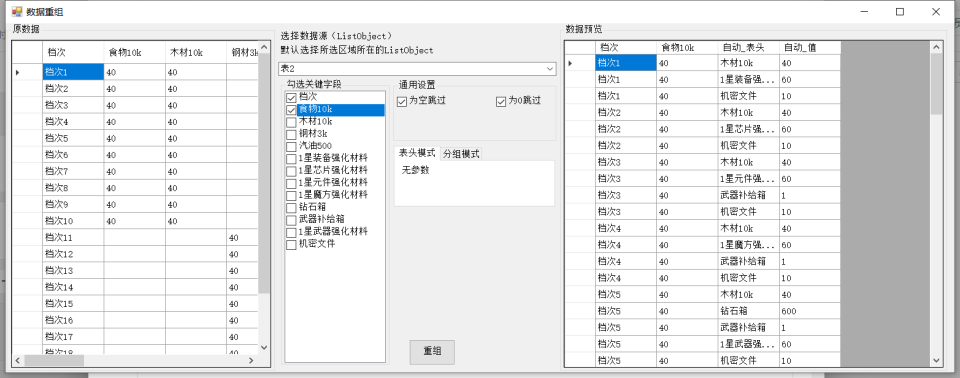 数据重组
原数据
档次 食物10k 木材10k 钢材3k
档次1 40 40
档次2 40 40
档次3 40 40
档次4 40 40
档次5 40 40
档次6 40 40
档次7 40 40
档次8 40 40
档次9 40 40
档次10 40 40
档次11 40
档次12 40
档次13 40
档次14 40
档次15 40
档次16 40
档次17 40
档次18 40
选择数据源（ListObject）
默认选择所选区域所在的ListObject
表2
勾选关键字段
档次
食物10k
木材10k
钢材3k
汽油500
1星装备强化材料
1星芯片强化材料
1星元件强化材料
1星魔方强化材料
钻石箱
武器补给箱
1星武器强化材料
机密文件
通用设置
为空跳过 为0跳过
表头模式 分组模式
无参数
重组
数据预览
档次 食物10k 自动_表头 自动_值
档次1 40 木材10k 40
档次1 40 1星装备强... 60
档次1 40 机密文件 10
档次2 40 木材10k 40
档次2 40 1星芯片强... 60
档次2 40 机密文件 10
档次3 40 木材10k 40
档次3 40 1星元件强... 60
档次3 40 武器补给箱 1
档次3 40 机密文件 10
档次4 40 木材10k 40
档次4 40 1星魔方强... 60
档次4 40 武器补给箱 1
档次4 40 机密文件 10
档次5 40 木材10k 40
档次5 40 钻石箱 600
档次5 40 武器补给箱 1
档次5 40 1星武器强... 60
档次5 40 机密文件 10